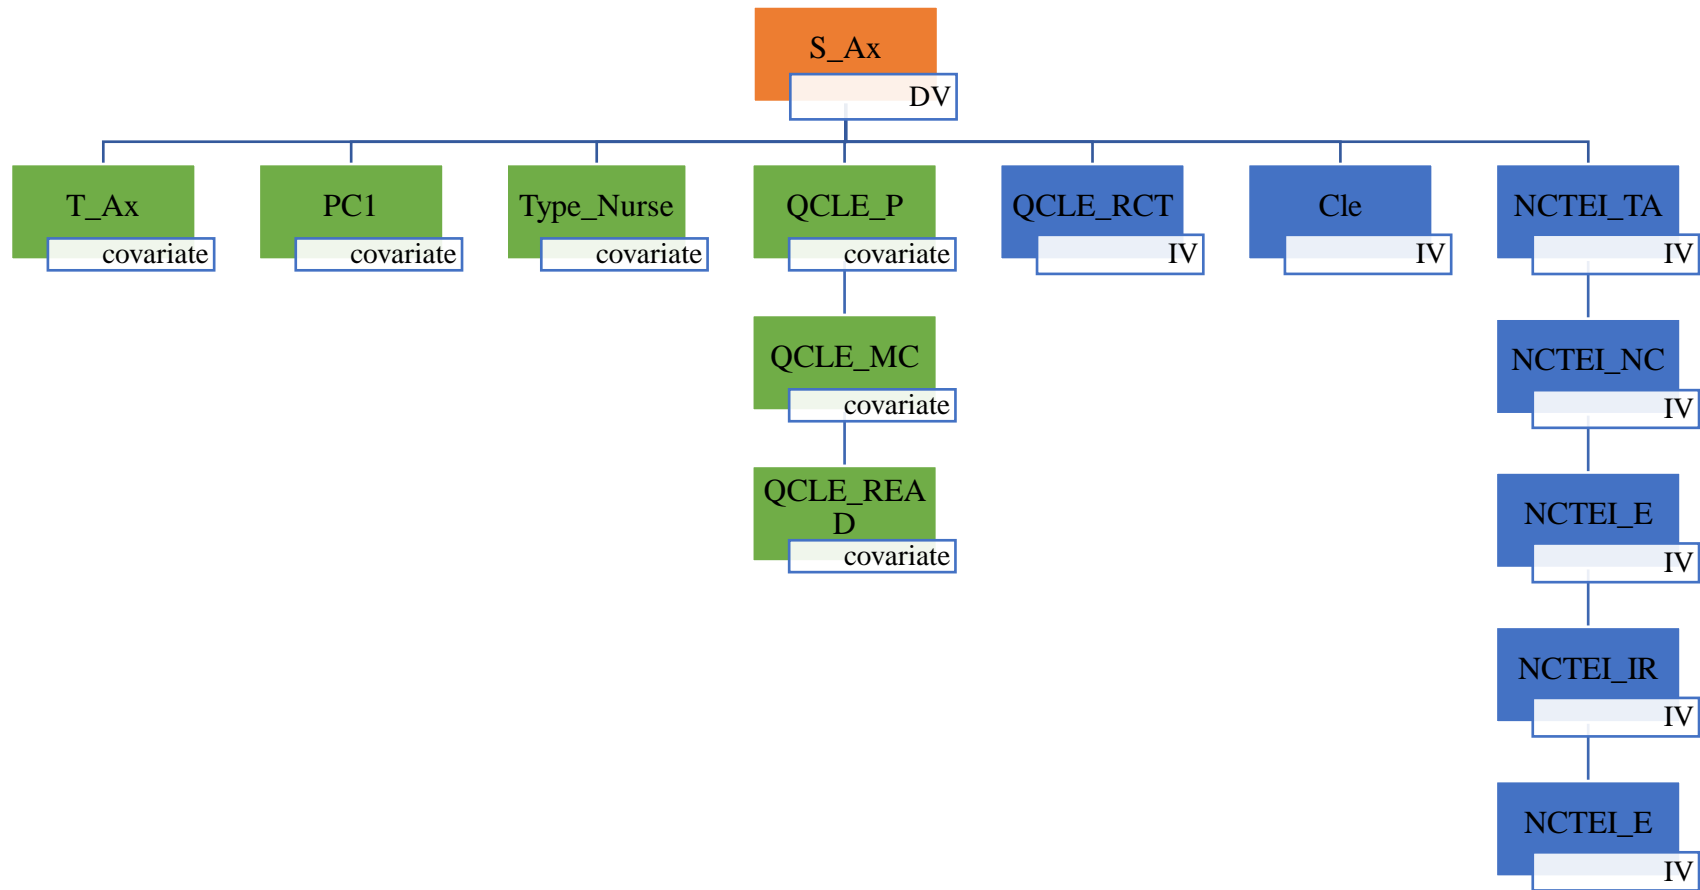 S_Ax
DV
T_Ax
covariate
PC1
covariate
Type_Nurse
covariate
QCLE_P
covariate
QCLE_RCT
IV
Cle
IV
NCTEI_TA
IV
QCLE_MC
covariate
NCTEI_NC
IV
QCLE_REA
D
covariate
NCTEI_E
IV
NCTEI_IR
IV
NCTEI_E
IV